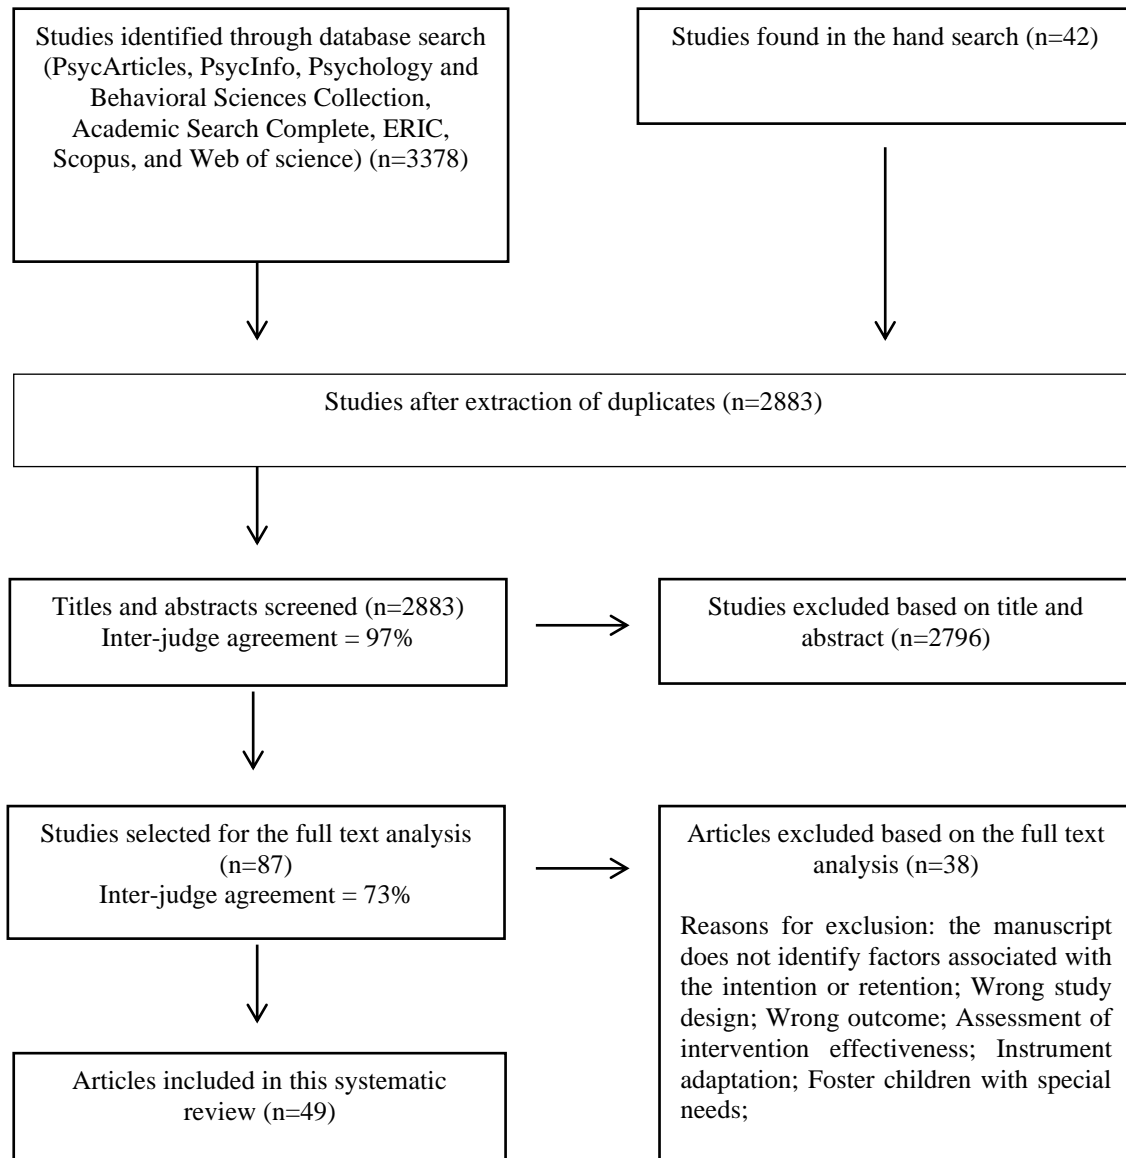 Studies identified through database search
(PsycArticles, PsycInfo, Psychology and
Behavioral Sciences Collection,
Academic Search Complete, ERIC,
Scopus, and Web of science) (n=3378)
Studies found in the hand search (n=42)
Studies after extraction of duplicates (n=2883)
Titles and abstracts screened (n=2883)
Inter-judge agreement = 97%
Studies excluded based on title and
abstract (n=2796)
Studies selected for the full text analysis
(n=87)
Inter-judge agreement = 73%
Articles excluded based on the full text
analysis (n=38)
Reasons for exclusion: the manuscript
does not identify factors associated with
the intention or retention; Wrong study
design; Wrong outcome; Assessment of
intervention effectiveness; Instrument
adaptation; Foster children with special
needs;
Articles included in this systematic
review (n=49)